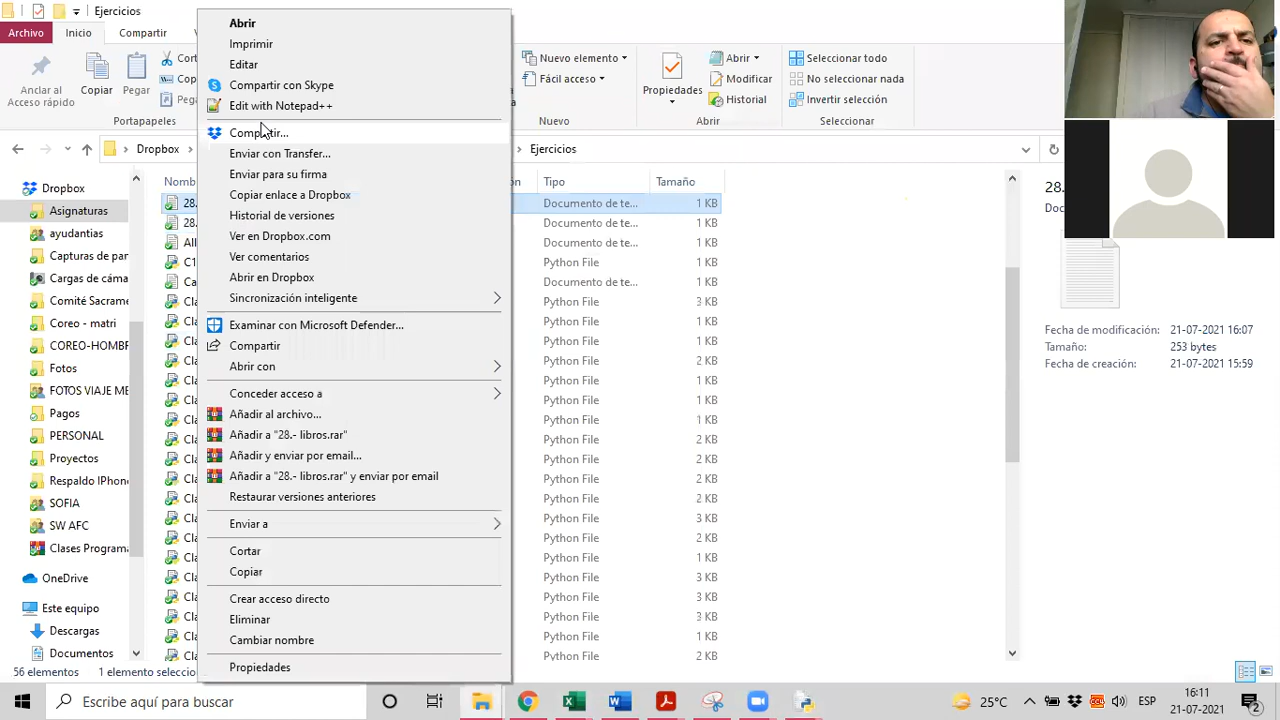 Ejercicios
Archivo Inicio Compartir
Anclar al Acceso rápido
Copiar
Pegar
Portapapeles
Nuevo elemento
Fácil acceso
Nuevo
Propiedades
Abrir
Modificar
Historial
Abrir
Seleccionar todo
No seleccionar nada
Invertir selección
Seleccionar
Dropbox
Ejercicios
Tipo Tamaño
Dropbox
Asignaturas
ayudantias
Capturas de par
Cargas de cáma
Comité Sacrame
Coreo - matri
COREO-HOMB
Fotos
FOTOS VIAJE ME
Pagos
PERSONAL
Proyectos
Respaldo IPhone
SOFIA
SW AFC
Clases Programa
OneDrive
Este equipo
Descargas
Documentos
Abrir
Imprimir
Editar
Compartir con Skype
Edit with Notepad++
Compartir...
Enviar con Transfer...
Enviar para su firma
Copiar enlace a Dropbox
Historial de versiones
Ver en Dropbox.com
Ver comentarios
Abrir en Dropbox
Sincronización inteligente
Examinar con Microsoft Defender...
Compartir
Abrir con
Conceder acceso a
Añadir al archivo...
Añadir a "28.- libros.rar"
Añadir y enviar por email...
Añadir a "28.- libros.rar" y enviar por email
Restaurar versiones anteriores
Enviar a
Cortar
Copiar
Crear acceso directo
Eliminar
Cambiar nombre
Propiedades
Documento de te... 1 KB
Documento de te... 1 KB
Documento de te... 1 KB
Python File 1 KB
Documento de te... 1 KB
Python File 3 KB
Python File 1 KB
Python File 1 KB
Python File 2 KB
Python File 1 KB
Python File 1 KB
Python File 1 KB
Python File 2 KB
Python File 1 KB
Python File 2 KB
Python File 2 KB
Python File 3 KB
Python File 2 KB
Python File 1 KB
Python File 3 KB
Python File 3 KB
Python File 3 KB
Python File 1 KB
Python File 2 KB
28.
Fecha de modificación: 21-07-2021 16:07
Tamaño: 253 bytes
Fecha de creación: 21-07-2021 15:59
56 elementos
Escribe aquí para buscar
25°C
ESP
16:11
21-07-2021
2